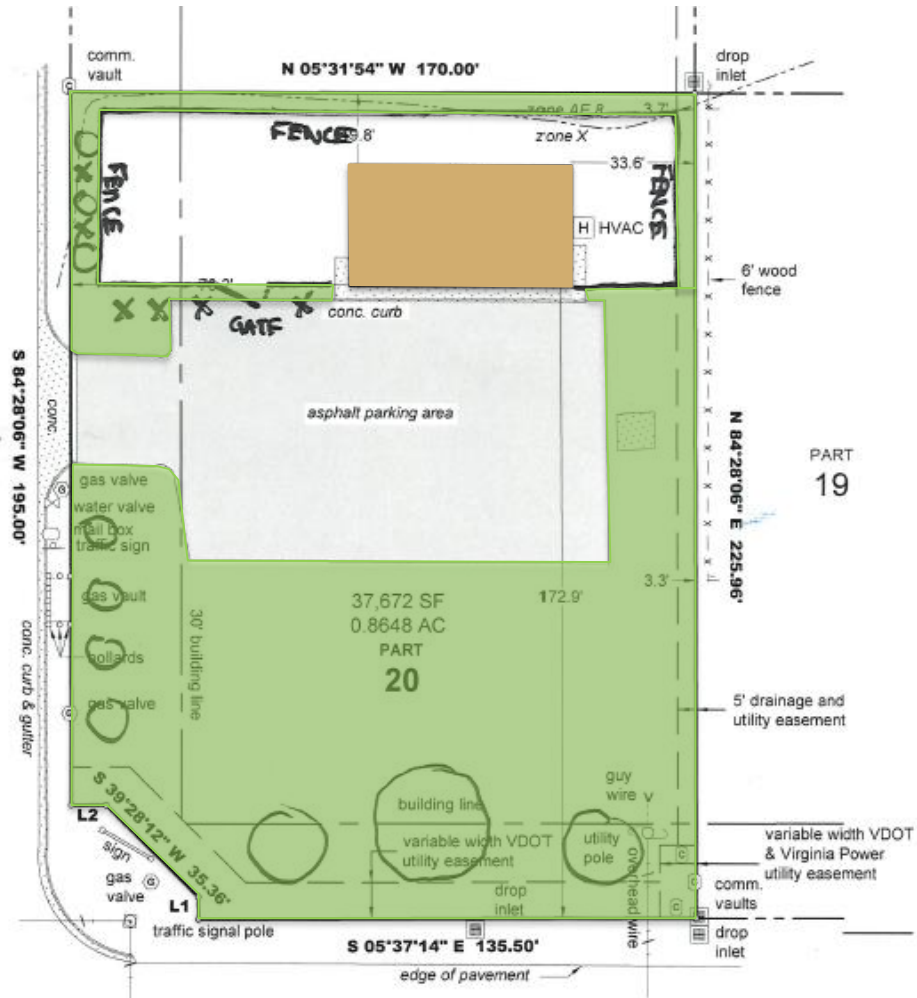 comm.
vault
N 05°31'54" W 170.00'
drop
inlet
zone AE 8
3.7'
FENCE
zone X
33.6'
FENCE
FENCE
H
HVAC
6' wood
fence
GATE
conc. curb
S 84°28'06" W 195.00'
conc.
asphalt parking area
N 84°28'06" E 225.96'
PART
19
gas valve
water valve
mail box
traffic sign
gas vault
bollards
gas valve
30' building line
37,672 SF
0.8648 AC
PART
20
172.9'
3.3'
conc. curb & gutter
5' drainage and
utility easement
S 39°28'12" W 35.36'
L2
sign
gas
valve
G
L1
building line
variable width VDOT
utility easement
guy
wire
utility
pole
overhead wire
drop
inlet
variable width VDOT
& Virginia Power
utility easement
comm.
vaults
drop
inlet
traffic signal pole
S 05°37'14" E 135.50'
edge of pavement